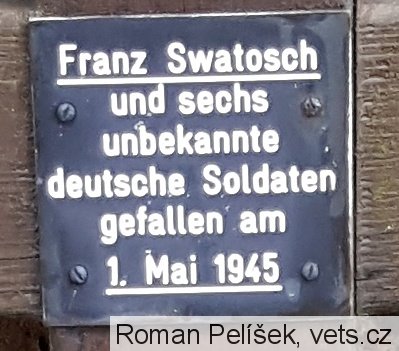 Franz Swatosch
und sechs
unbekannte
deutsche Soldaten
gefallen am
1. Mai 1945
Roman Pelíšek, vets.cz